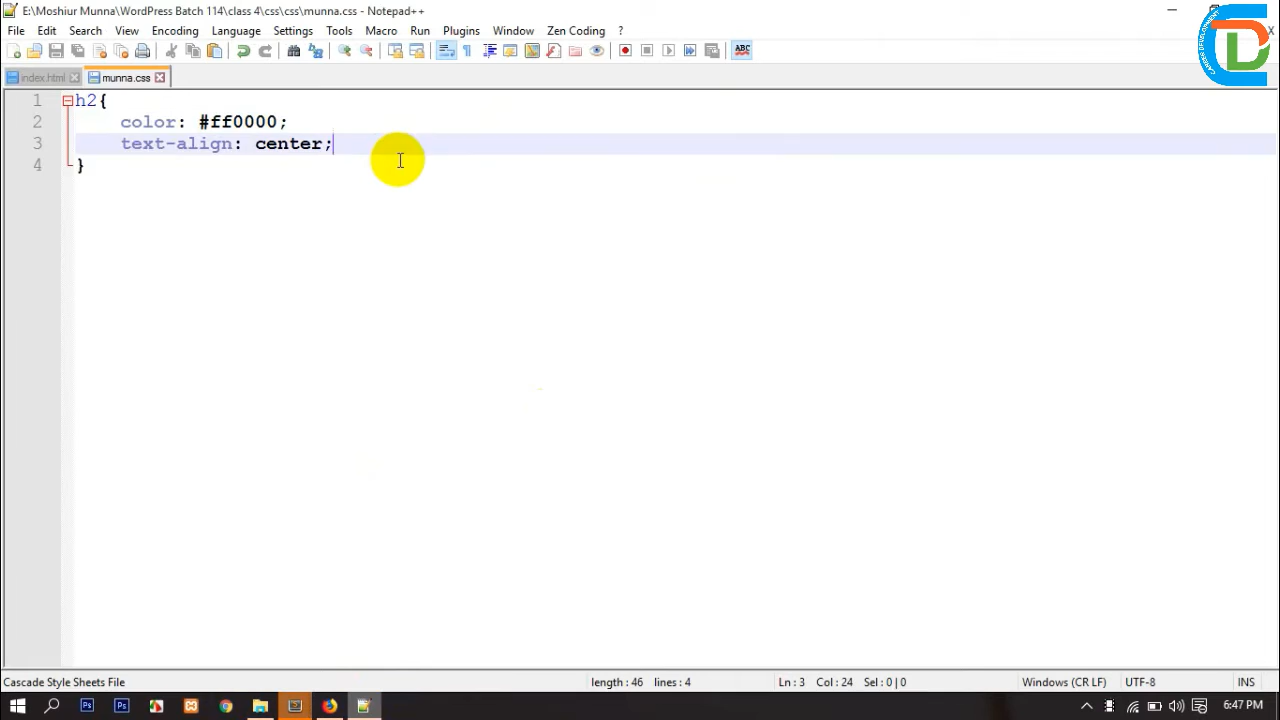 E:\Moshiur Munna\WordPress Batch 114\class 4\css\css\munna.css - Notepad++
File Edit Search View Encoding Language Settings Tools Macro Run Plugins Window Zen Coding ?
index.html munna.css
1 h2{
2 color: #ff0000;
3 text-align: center;
4 }
Cascade Style Sheets File length : 46 lines : 4 Ln : 3 Col : 24 Sel : 0 | 0 Windows (CR LF) UTF-8 INS
6:47 PM